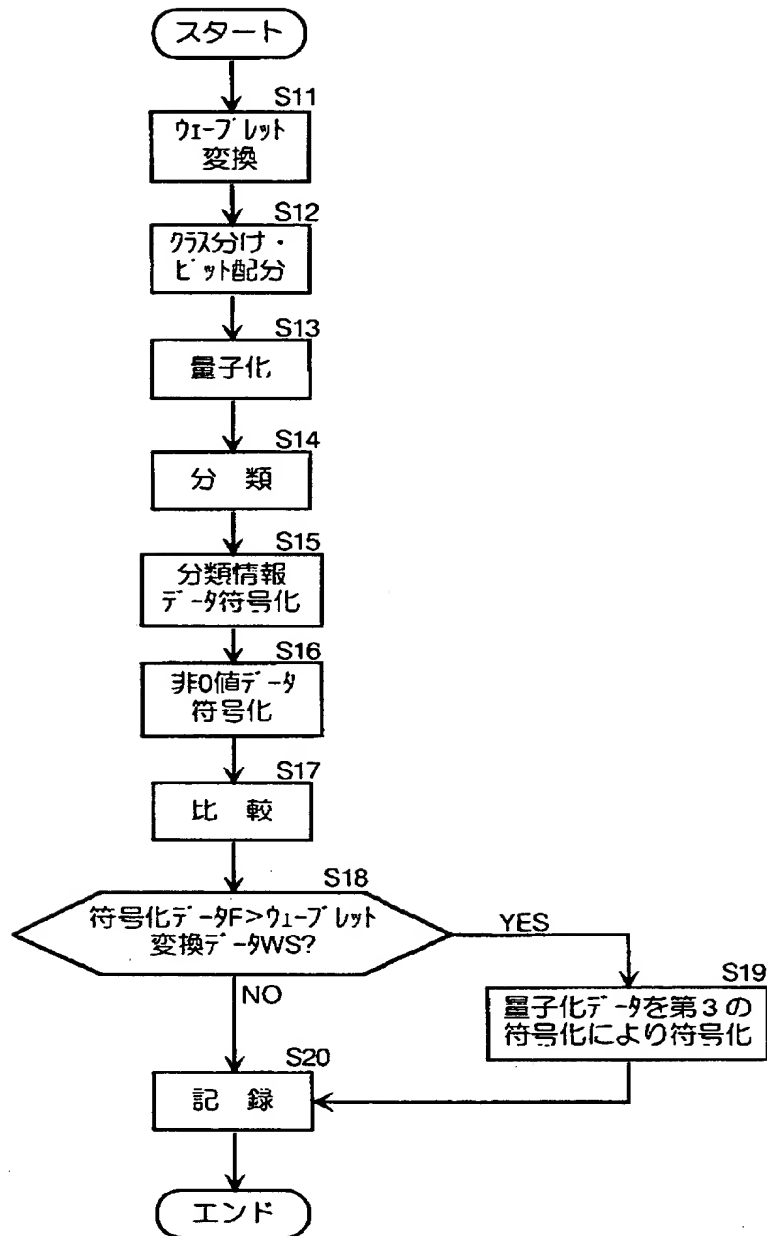 スタート
S11
ウェーブレット
変換
S12
クラス分け・
ビット配分
S13
量子化
S14
分 類
S15
分類情報
データ符号化
S16
非0値データ
符号化
S17
比 較
S18
符号化データF>ウェーブレット
変換データWS?
YES
NO
S19
量子化データを第3の
符号化により符号化
S20
記 録
エンド